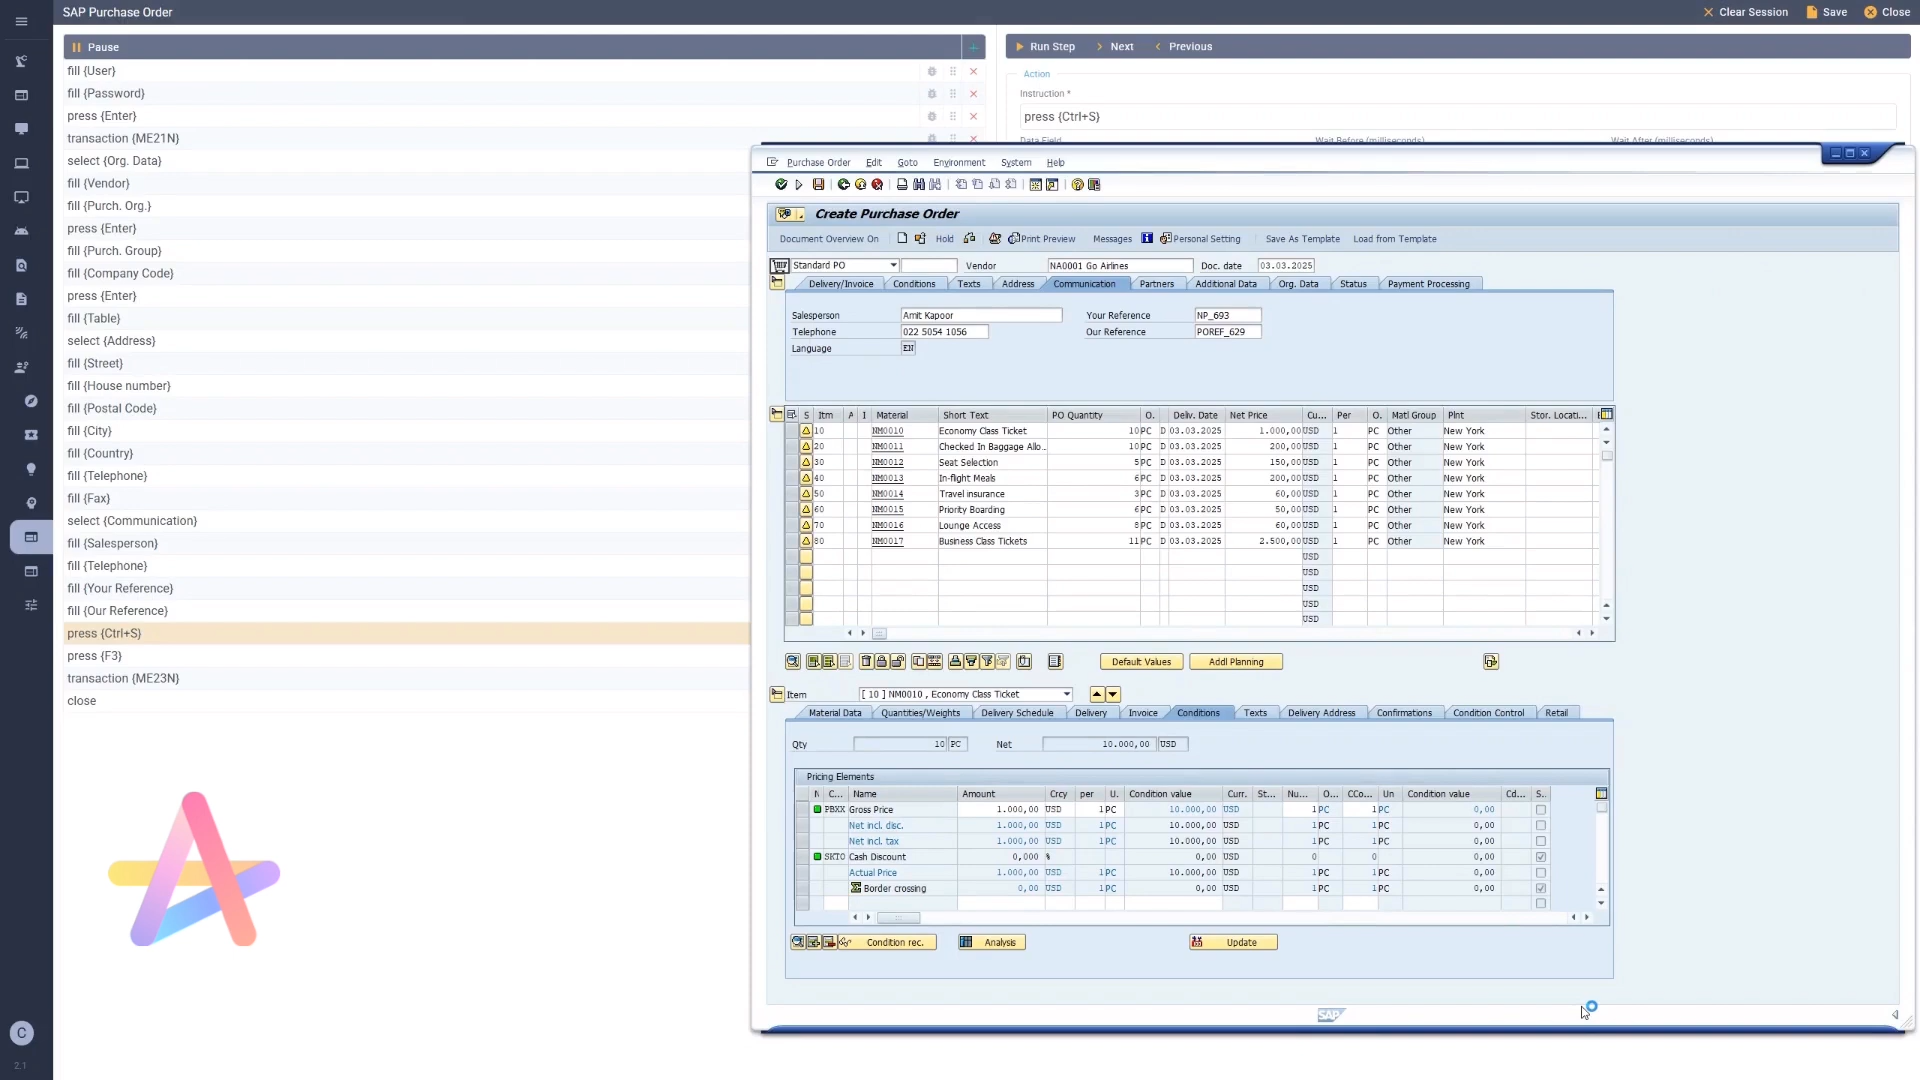 SAP Purchase Order
Clear Session Save Close
Pause
fill {User}
fill {Password}
press {Enter}
transaction {ME21N}
select {Org. Data}
fill {Vendor}
fill {Purch. Org.}
press {Enter}
fill {Purch. Group}
fill {Company Code}
press {Enter}
fill {Table}
select {Address}
fill {Street}
fill {House number}
fill {Postal Code}
fill {City}
fill {Country}
fill {Telephone}
fill {Fax}
select {Communication}
fill {Salesperson}
fill {Telephone}
fill {Your Reference}
fill {Our Reference}
press {Ctrl+S}
press {F3}
transaction {ME23N}
close
C
2.1
Run Step Next Previous
Action
Instruction *
press {Ctrl+S}
Data Field Wait Before (milliseconds) Wait After (milliseconds)
Purchase Order Edit Goto Environment System Help
Create Purchase Order
Document Overview On Hold Print Preview Messages Personal Setting Save As Template Load from Template
Standard PO Vendor NA0001 Go Airlines Doc. date 03.03.2025
Delivery/Invoice Conditions Texts Address Communication Partners Additional Data Org. Data Status Payment Processing
Salesperson Amit Kapoor Your Reference NP_693
Telephone 022 5054 1056 Our Reference POREF_629
Language EN
S Itm A I Material Short Text PO Quantity O. Deliv. Date Net Price Cu... Per O. Matl Group Plnt Stor. Locati...
10 NM0010 Economy Class Ticket 10 PC D 03.03.2025 1.000,00 USD 1 PC Other New York
20 NM0011 Checked In Baggage Allo.. 10 PC D 03.03.2025 200,00 USD 1 PC Other New York
30 NM0012 Seat Selection 5 PC D 03.03.2025 150,00 USD 1 PC Other New York
40 NM0013 In-flight Meals 6 PC D 03.03.2025 200,00 USD 1 PC Other New York
50 NM0014 Travel insurance 3 PC D 03.03.2025 60,00 USD 1 PC Other New York
60 NM0015 Priority Boarding 6 PC D 03.03.2025 50,00 USD 1 PC Other New York
70 NM0016 Lounge Access 8 PC D 03.03.2025 60,00 USD 1 PC Other New York
80 NM0017 Business Class Tickets 11 PC D 03.03.2025 2.500,00 USD 1 PC Other New York
USD
USD
USD
USD
USD
Default Values Addl Planning
Item [ 10 ] NM0010 , Economy Class Ticket
Material Data Quantities/Weights Delivery Schedule Delivery Invoice Conditions Texts Delivery Address Confirmations Condition Control Retail
Qty 10 PC Net 10.000,00 USD
Pricing Elements
N C... Name Amount Crcy per U. Condition value Curr. St... Nu... O... CCo... Un Condition value Cd... S..
PBXX Gross Price 1.000,00 USD 1 PC 10.000,00 USD 1 PC 1 PC 0,00
Net incl. disc. 1.000,00 USD 1 PC 10.000,00 USD 1 PC 1 PC 0,00
Net incl. tax 1.000,00 USD 1 PC 10.000,00 USD 1 PC 1 PC 0,00
SKTO Cash Discount 0,000 % 0,00 USD 0 0 0,00
Actual Price 1.000,00 USD 1 PC 10.000,00 USD 1 PC 1 PC 0,00
Border crossing 0,00 USD 1 PC 0,00 USD 1 PC 1 PC 0,00
Condition rec. Analysis Update
SAP